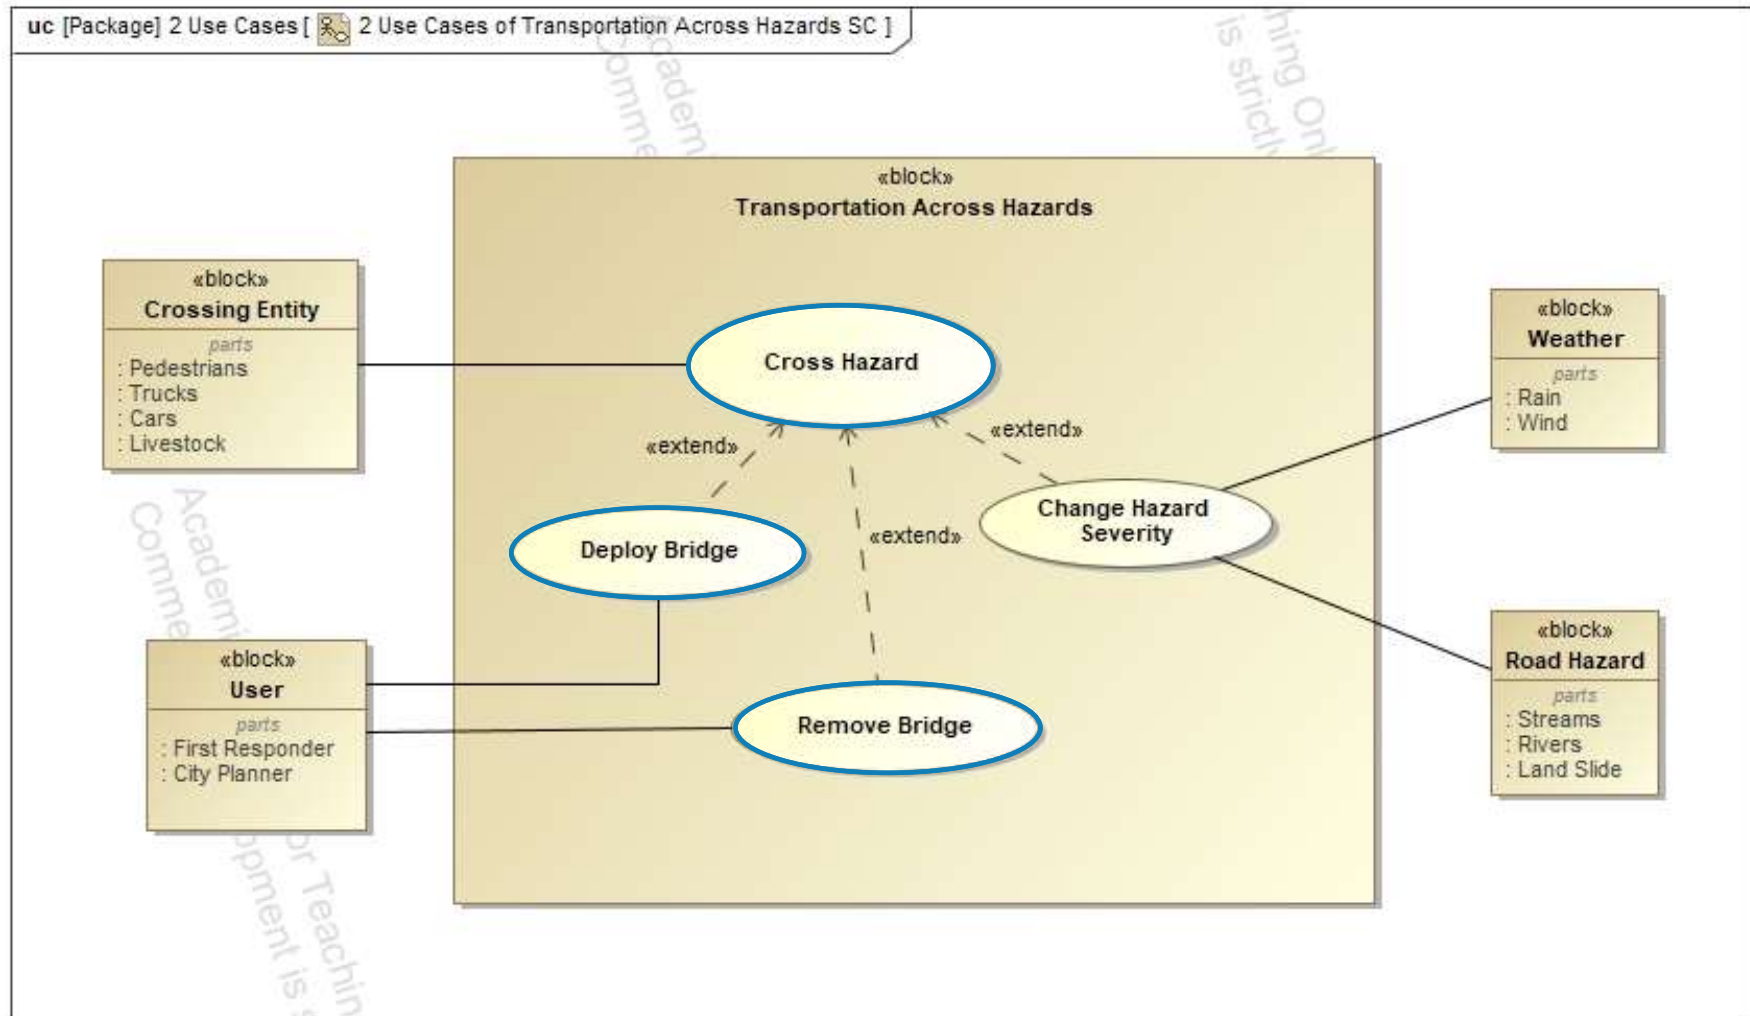 uc [Package] 2 Use Cases [ 2 Use Cases of Transportation Across Hazards SC ]
«block»
Transportation Across Hazards
«block»
Crossing Entity
parts
: Pedestrians
: Trucks
: Cars
: Livestock
Cross Hazard
«block»
Weather
parts
: Rain
: Wind
«extend»
«extend»
Change Hazard
Severity
«extend»
Deploy Bridge
«block»
User
parts
: First Responder
: City Planner
Remove Bridge
«block»
Road Hazard
parts
: Streams
: Rivers
: Land Slide